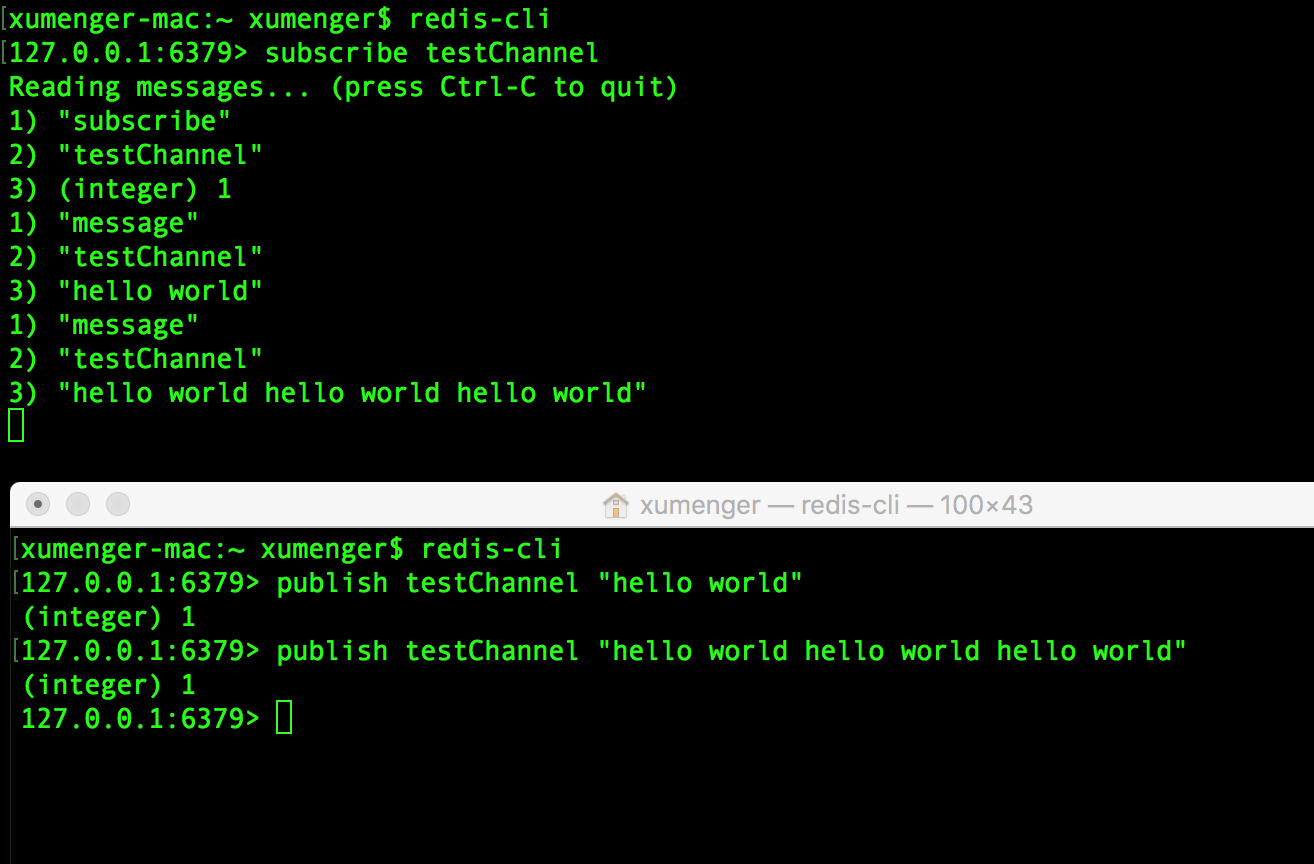 [xumenger-mac:~ xumenger$ redis-cli
[127.0.0.1:6379> subscribe testChannel
Reading messages... (press Ctrl-C to quit)
1) "subscribe"
2) "testChannel"
3) (integer) 1
1) "message"
2) "testChannel"
3) "hello world"
1) "message"
2) "testChannel"
3) "hello world hello world hello world"
xumenger — redis-cli — 100×43
[xumenger-mac:~ xumenger$ redis-cli
[127.0.0.1:6379> publish testChannel "hello world"
(integer) 1
[127.0.0.1:6379> publish testChannel "hello world hello world hello world"
(integer) 1
127.0.0.1:6379>